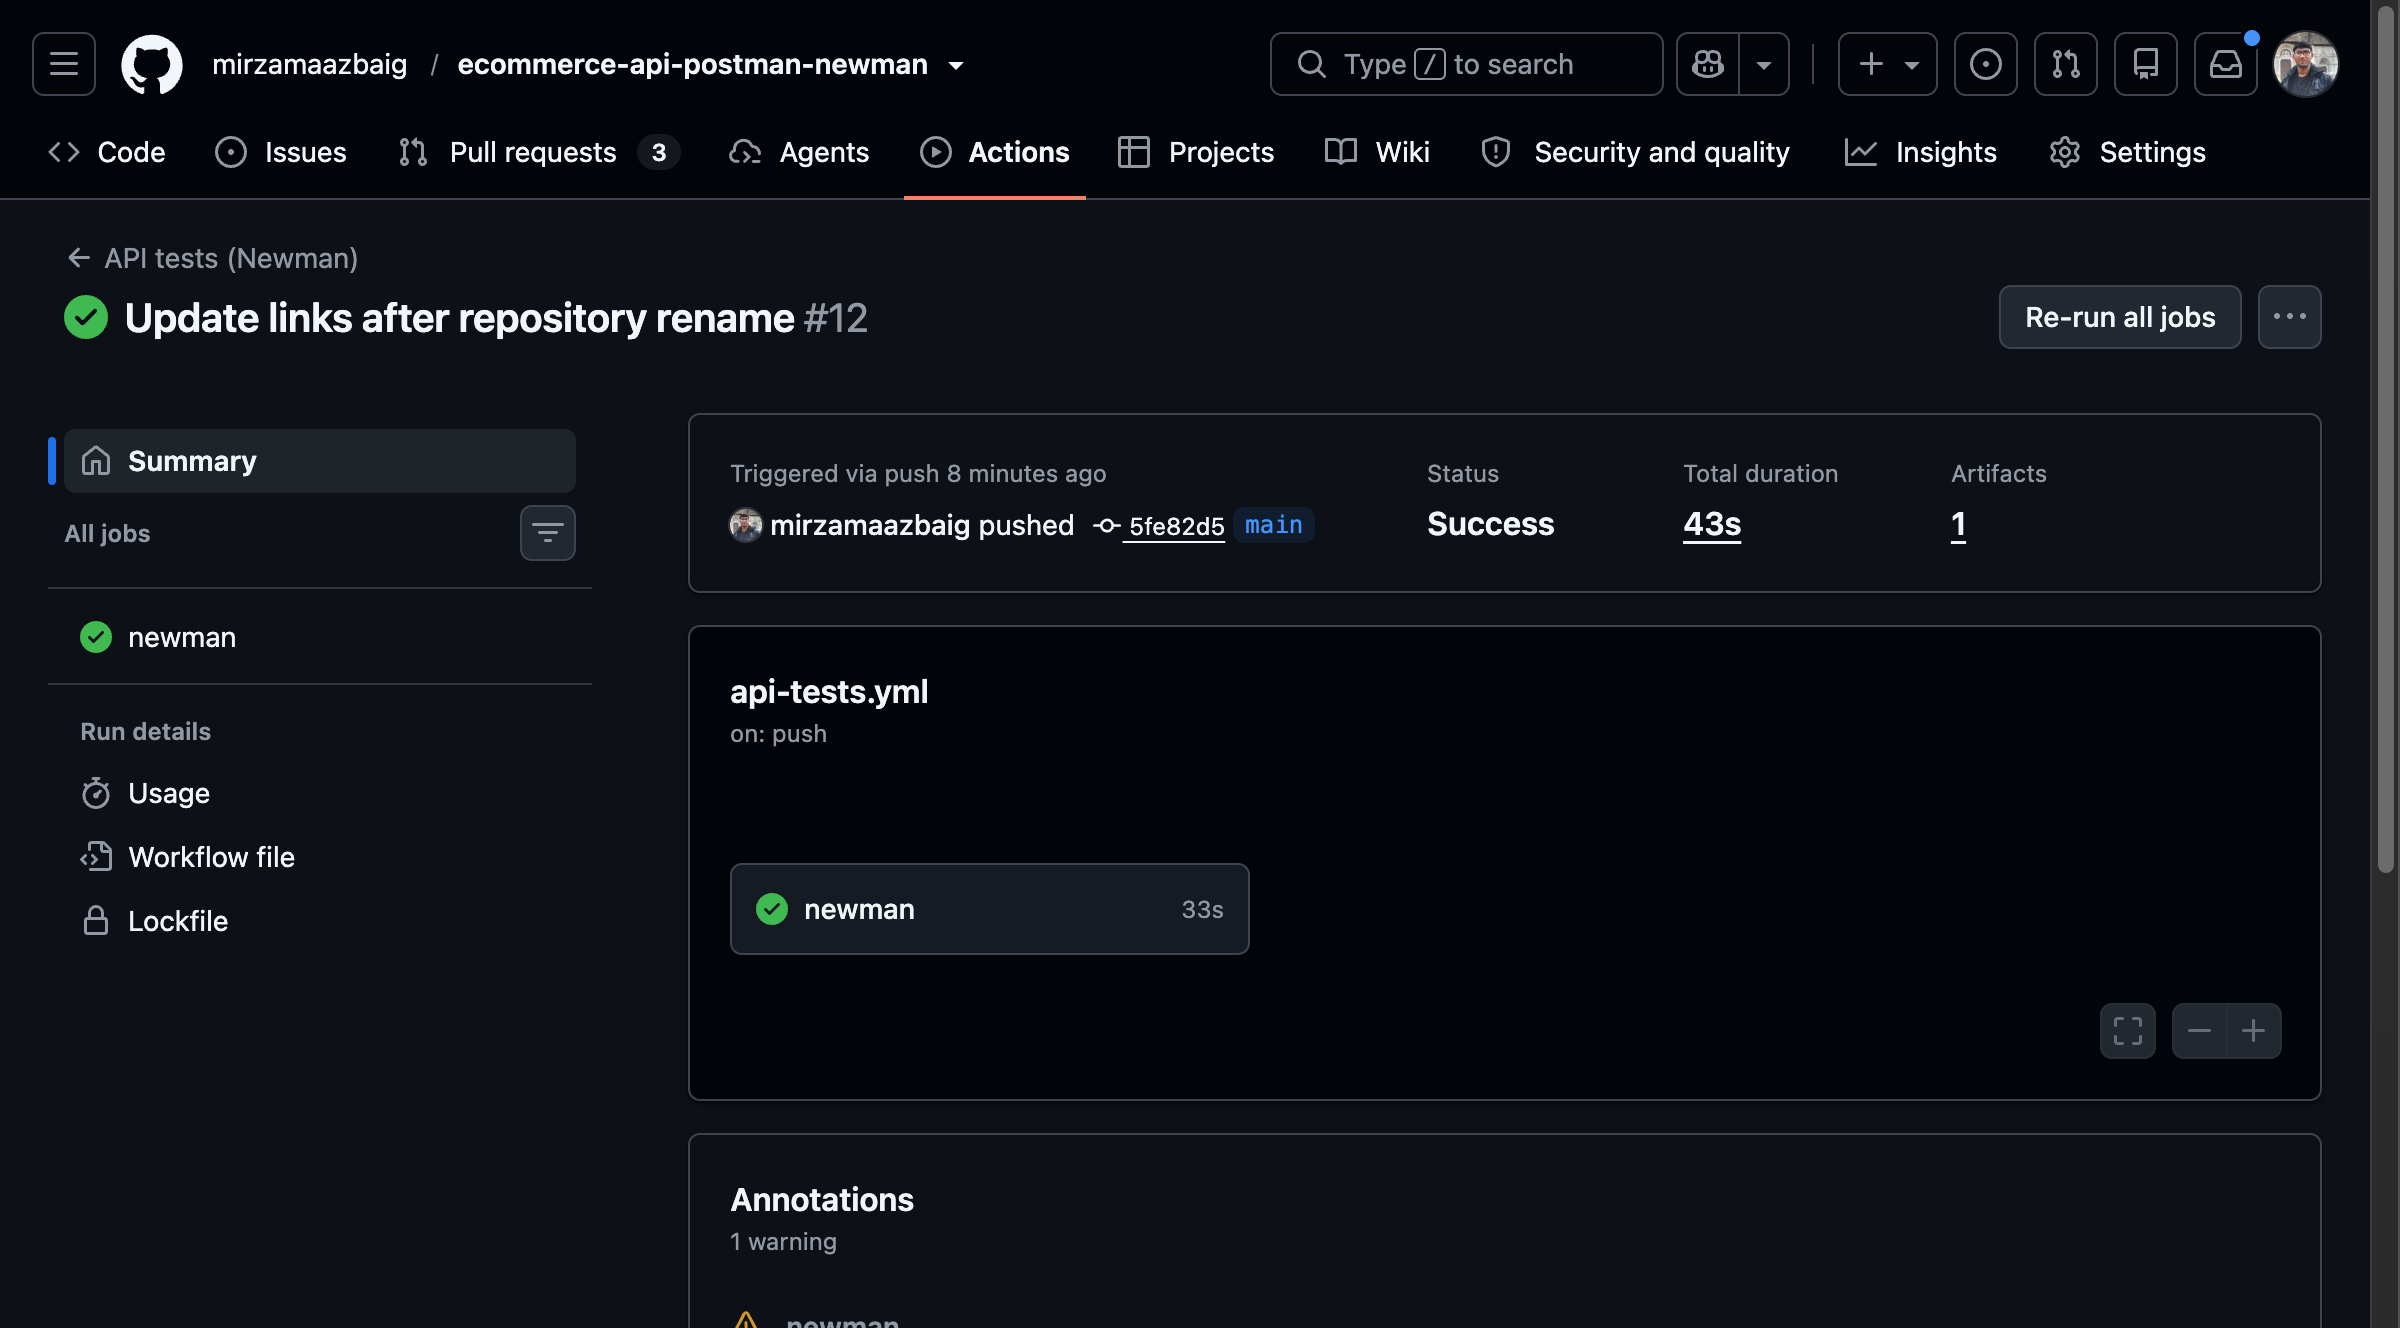 mirzamaazbaig / ecommerce-api-postman-newman
Type / to search
Code
Issues
Pull requests 3
Agents
Actions
Projects
Wiki
Security and quality
Insights
Settings
API tests (Newman)
Update links after repository rename #12
Re-run all jobs
Summary
All jobs
newman
Run details
Usage
Workflow file
Lockfile
Triggered via push 8 minutes ago
mirzamaazbaig pushed 5fe82d5 main
Status
Success
Total duration
43s
Artifacts
1
api-tests.yml
on: push
newman 33s
Annotations
1 warning
newman